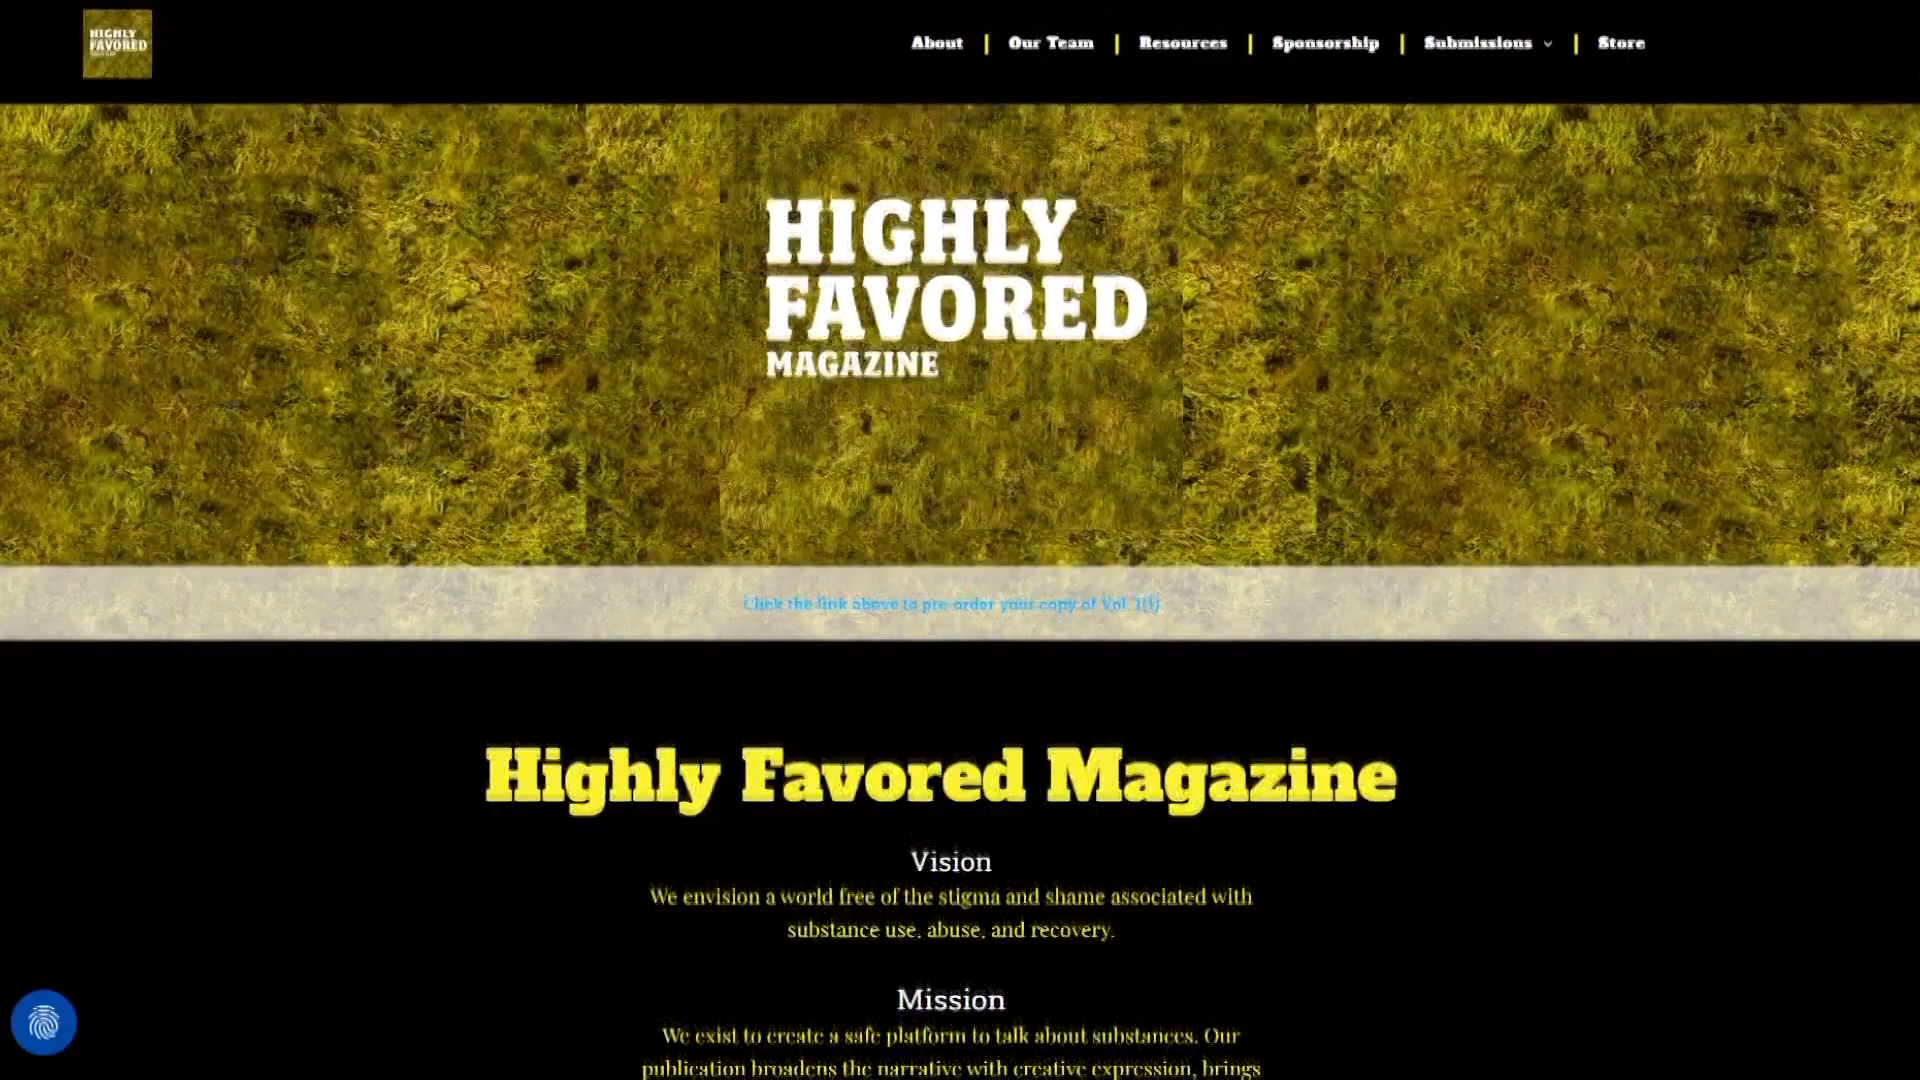 HIGHLY
FAVORED
About
Our Team
Resources
Sponsorship
Submissions
Store
HIGHLY
FAVORED
MAGAZINE
Click the link above to pre-order your copy of Vol. 1(1)
Highly Favored Magazine
Vision
We envision a world free of the stigma and shame associated with
substance use, abuse, and recovery.
Mission
We exist to create a safe platform to talk about substances. Our
publication broadens the narrative with creative expression, brings